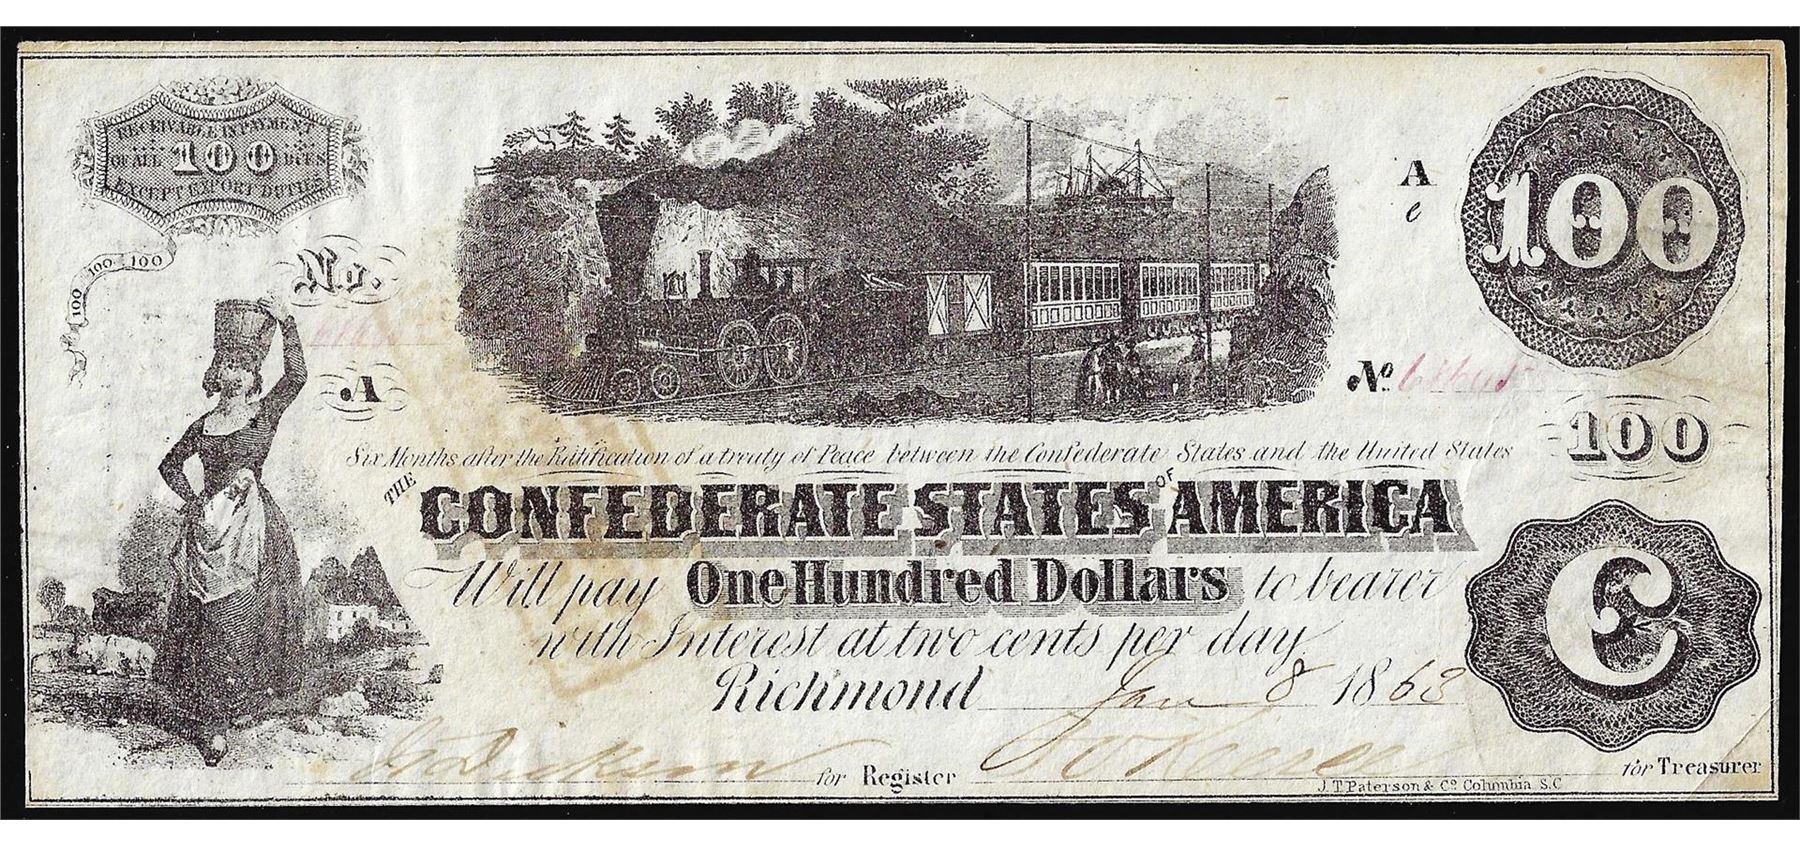 RECEIVABLE IN PAYMENT
OF ALL 100 DUES
EXCEPT EXPORT DUTIES
100 100 100
No.
A
A
e
100
No
100
Six Months after the Ratification of a treaty of Peace between the Confederate States and the United States
THE CONFEDERATE STATES OF AMERICA
Will pay One Hundred Dollars to bearer
with Interest at two cents per day
Richmond Jan 8 1863
C
for Register
for Treasurer
J. T. Paterson & Co Columbia S.C